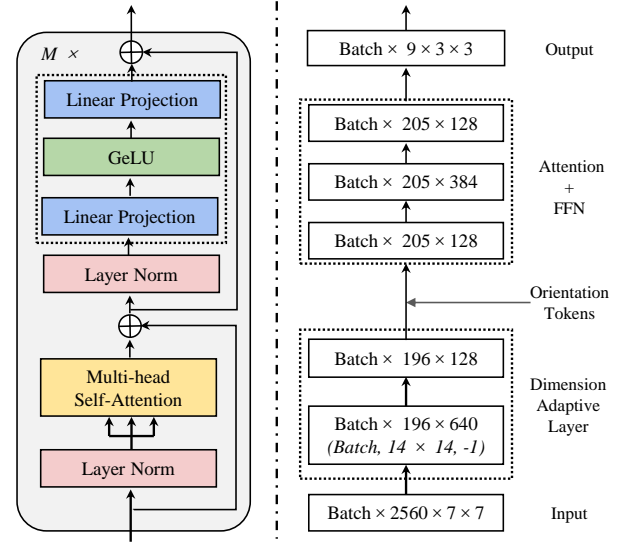 M ×
Linear Projection
GeLU
Linear Projection
Layer Norm
Multi-head
Self-Attention
Layer Norm
Batch × 9 × 3 × 3
Output
Batch × 205 × 128
Batch × 205 × 384
Batch × 205 × 128
Attention
+
FFN
Orientation
Tokens
Batch × 196 × 128
Batch × 196 × 640
(Batch, 14 × 14, -1)
Dimension
Adaptive
Layer
Batch × 2560 × 7 × 7
Input